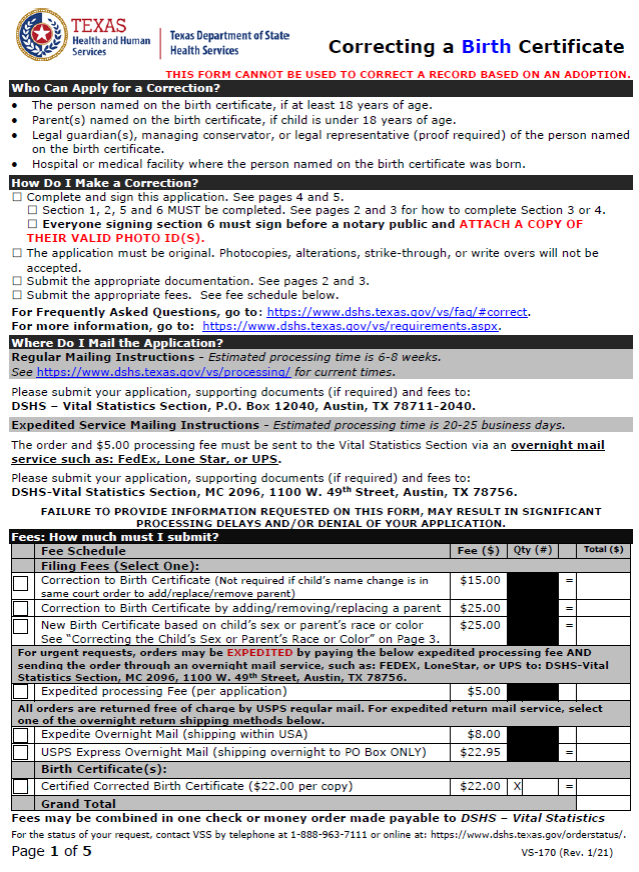 TEXAS
Health and Human
Services
Texas Department of State
Health Services
Correcting a Birth Certificate
THIS FORM CANNOT BE USED TO CORRECT A RECORD BASED ON AN ADOPTION.
Who Can Apply for a Correction?
• The person named on the birth certificate, if at least 18 years of age.
• Parent(s) named on the birth certificate, if child is under 18 years of age.
• Legal guardian(s), managing conservator, or legal representative (proof required) of the person named
on the birth certificate.
• Hospital or medical facility where the person named on the birth certificate was born.
How Do I Make a Correction?
☐ Complete and sign this application. See pages 4 and 5.
☐ Section 1, 2, 5 and 6 MUST be completed. See pages 2 and 3 for how to complete Section 3 or 4.
☐ Everyone signing section 6 must sign before a notary public and ATTACH A COPY OF
THEIR VALID PHOTO ID(S).
☐ The application must be original. Photocopies, alterations, strike-through, or write overs will not be
accepted.
☐ Submit the appropriate documentation. See pages 2 and 3.
☐ Submit the appropriate fees. See fee schedule below.
For Frequently Asked Questions, go to: https://www.dshs.texas.gov/vs/faq/#correct.
For more information, go to: https://www.dshs.texas.gov/vs/requirements.aspx.
Where Do I Mail the Application?
Regular Mailing Instructions – Estimated processing time is 6-8 weeks.
See https://www.dshs.texas.gov/vs/processing/ for current times.
Please submit your application, supporting documents (if required) and fees to:
DSHS – Vital Statistics Section, P.O. Box 12040, Austin, TX 78711-2040.
Expedited Service Mailing Instructions - Estimated processing time is 20-25 business days.
The order and $5.00 processing fee must be sent to the Vital Statistics Section via an overnight mail
service such as: FedEx, Lone Star, or UPS.
Please submit your application, supporting documents (if required) and fees to:
DSHS-Vital Statistics Section, MC 2096, 1100 W. 49th Street, Austin, TX 78756.
FAILURE TO PROVIDE INFORMATION REQUESTED ON THIS FORM, MAY RESULT IN SIGNIFICANT
PROCESSING DELAYS AND/OR DENIAL OF YOUR APPLICATION.
Fees: How much must I submit?
Fee Schedule Fee ($) Qty (#) Total ($)
Filing Fees (Select One):
Correction to Birth Certificate (Not required if child's name change is in
same court order to add/replace/remove parent) $15.00 =
Correction to Birth Certificate by adding/removing/replacing a parent $25.00 =
New Birth Certificate based on child's sex or parent's race or color $25.00 =
See "Correcting the Child's Sex or Parent's Race or Color" on Page 3.
For urgent requests, orders may be EXPEDITED by paying the below expedited processing fee AND
sending the order through an overnight mail service, such as: FEDEX, LoneStar, or UPS to: DSHS-Vital
Statistics Section, MC 2096, 1100 W. 49th Street, Austin, TX 78756.
Expedited processing Fee (per application) $5.00
All orders are returned free of charge by USPS regular mail. For expedited return mail service, select
one of the overnight return shipping methods below.
Expedite Overnight Mail (shipping within USA) $8.00
USPS Express Overnight Mail (shipping overnight to PO Box ONLY) $22.95 =
Birth Certificate(s):
Certified Corrected Birth Certificate ($22.00 per copy) $22.00 X =
Grand Total
Fees may be combined in one check or money order made payable to DSHS – Vital Statistics
For the status of your request, contact VSS by telephone at 1-888-963-7111 or online at: https://www.dshs.texas.gov/orderstatus/.
Page 1 of 5
VS-170 (Rev. 1/21)